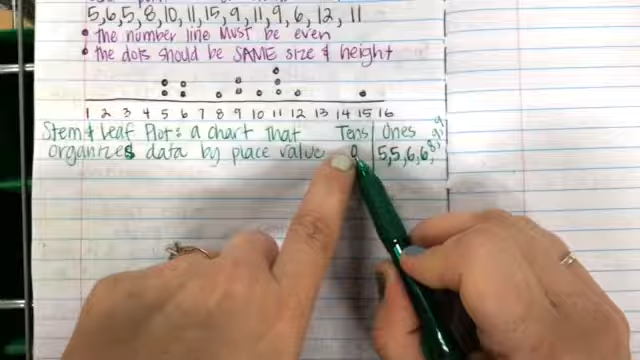 5,6,5,8,10,11,15,9,11,9,6,12,11
• the number line MUST be even
• the dots should be SAME size & height
1 2 3 4 5 6 7 8 9 10 11 12 13 14 15 16
Stem & Leaf Plot: a chart that
organizes data by place value
Tens Ones
0 5,5,6,6,8,9,9